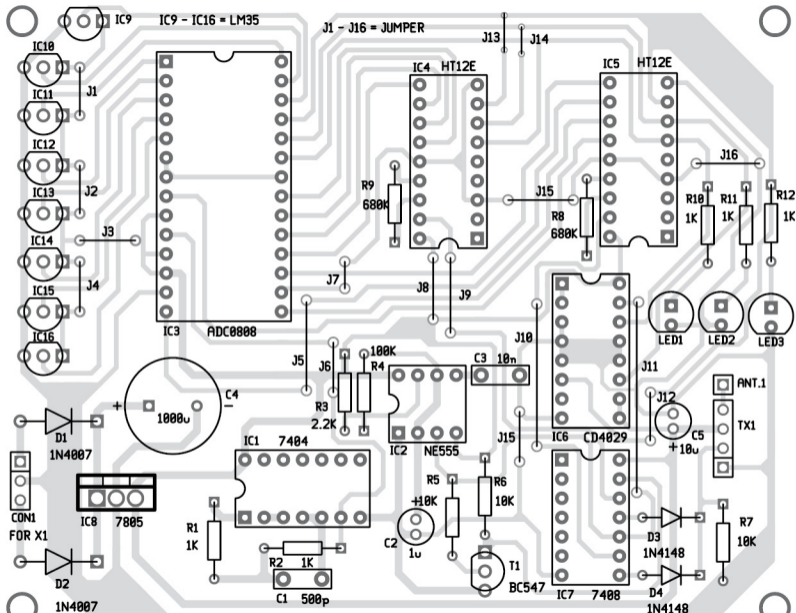 IC9 IC9 - IC16 = LM35
J1 - J16 = JUMPER
J13
J14
IC10
J1
IC11
IC12
J2
IC13
J3
IC14
J4
IC15
IC16
IC3 ADC0808
IC4 HT12E
IC5 HT12E
R9
680K
J15
R8
680K
J16
R10
1K
R11
1K
R12
1K
J7
J8
J9
J10
J11
LED1
LED2
LED3
J5
J6
100K
R4
R3
2.2K
C3 10n
+
C4
-
1000u
IC2 NE555
J15
IC6 CD4029
J12
C5
+
10u
ANT.1
TX1
D1
1N4007
CON1
FOR X1
IC8 7805
IC1 7404
R1
1K
R2 1K
C1 500p
+
C2
1u
R5
10K
R6
10K
T1
BC547
IC7 7408
D3
1N4148
D4
1N4148
R7
10K
D2
1N4007